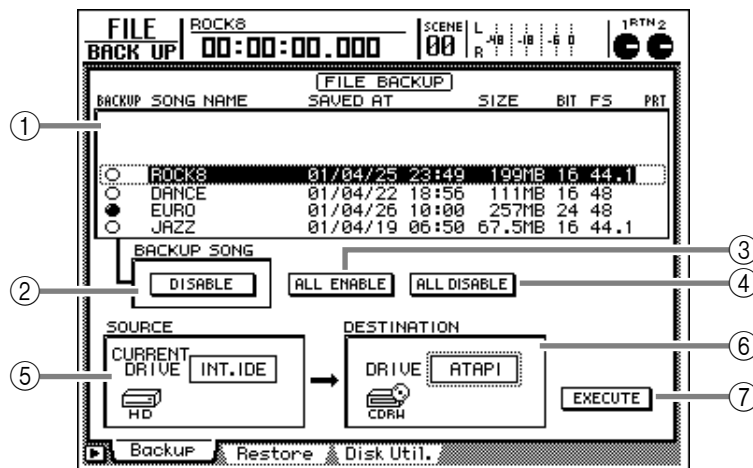 FILE ROCK8 SCENE L -48 -18 -6 0 1RTN2
BACK UP 00:00:00.000 00 R
FILE BACKUP
BACKUP SONG NAME SAVED AT SIZE BIT FS PRT
①
ROCK8 01/04/25 23:49 199MB 16 44.1
DANCE 01/04/22 18:56 111MB 16 48
EURO 01/04/26 10:00 257MB 24 48
JAZZ 01/04/19 06:50 67.5MB 16 44.1
BACKUP SONG ③
② DISABLE ALL ENABLE ALL DISABLE ④
SOURCE DESTINATION
⑤ CURRENT DRIVE INT.IDE DRIVE ATAPI ⑥
HD CDRW EXECUTE ⑦
Backup Restore Disk Util.